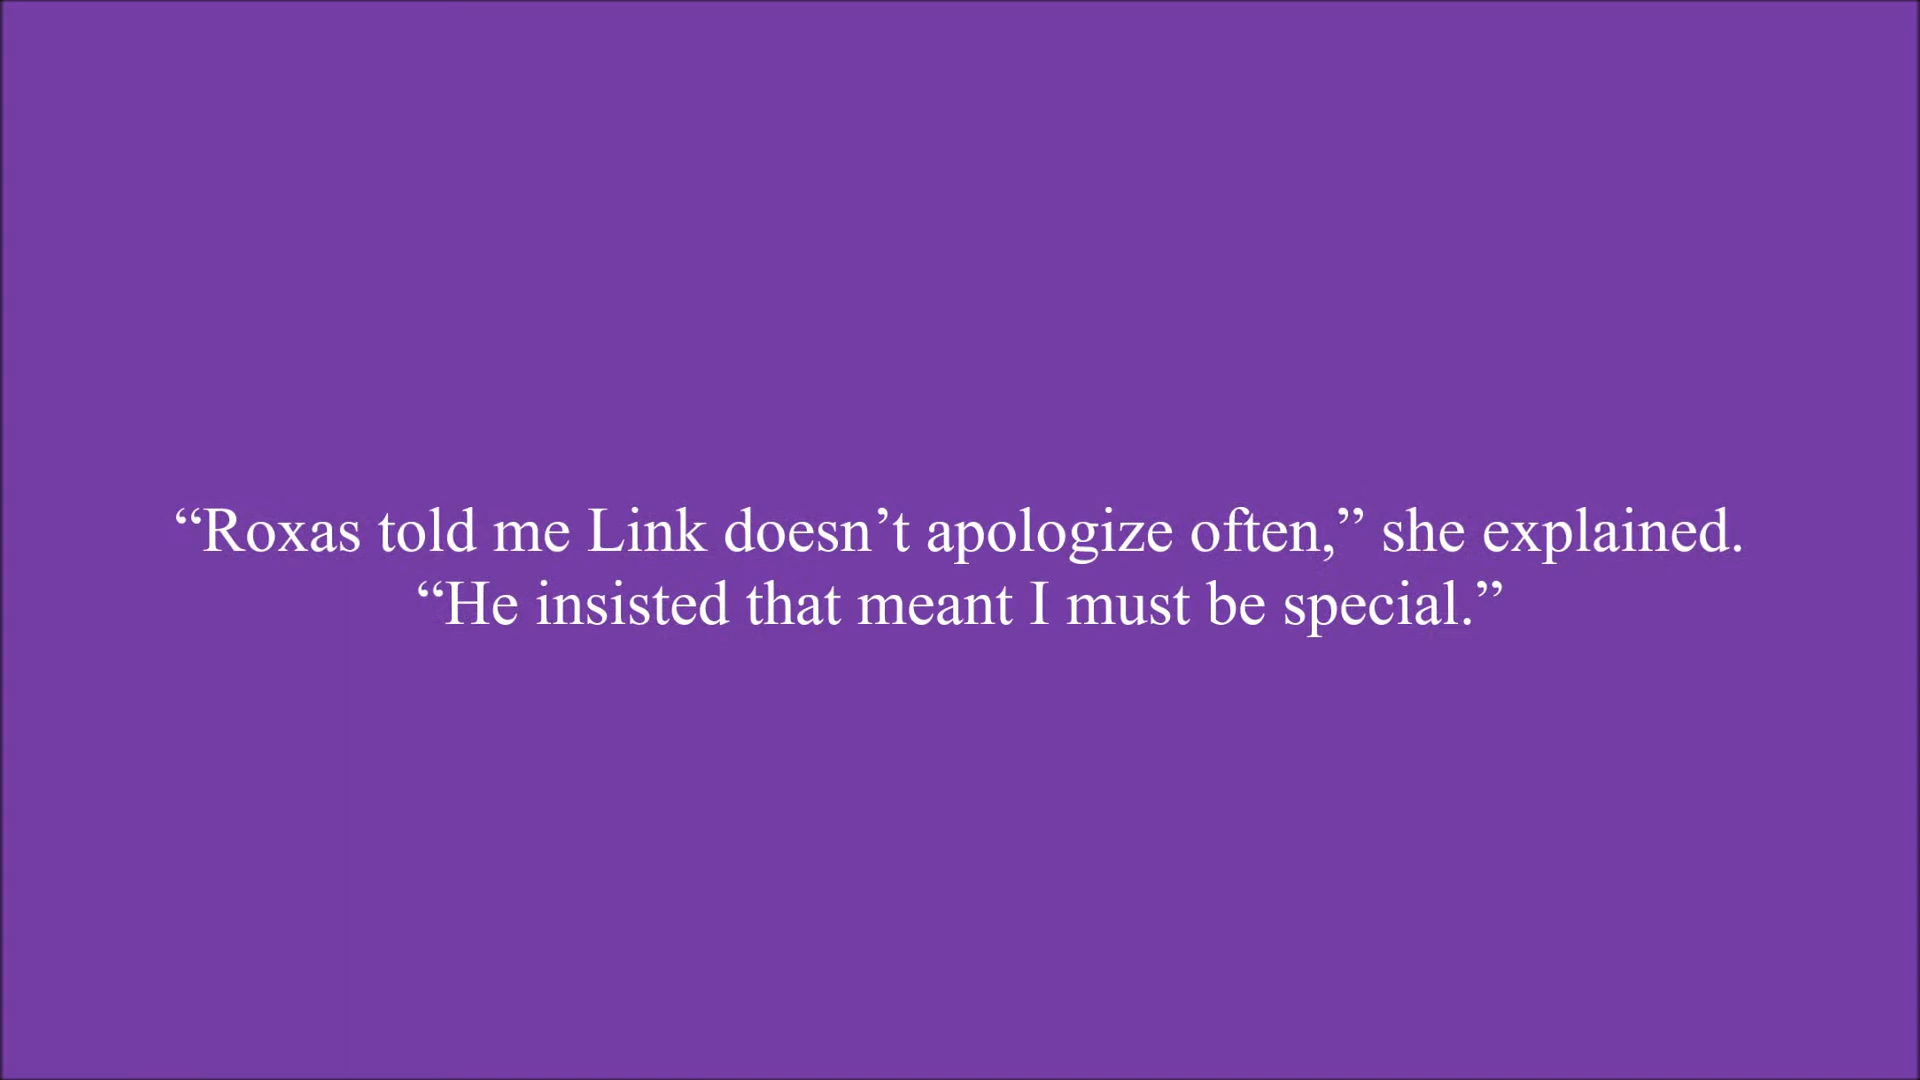 “Roxas told me Link doesn’t apologize often,” she explained.
“He insisted that meant I must be special.”